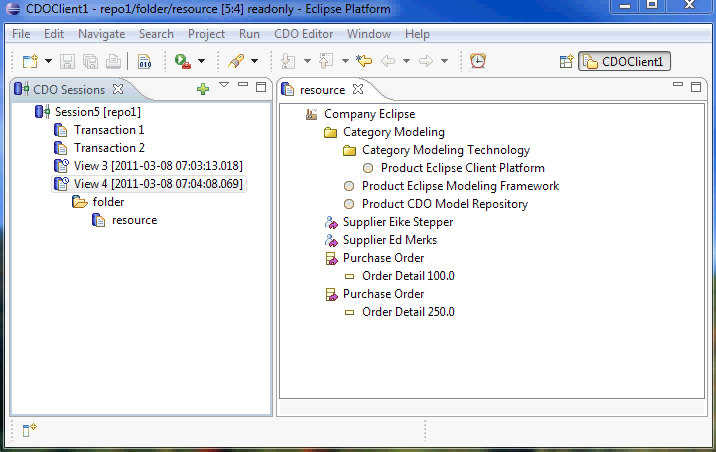 CDOClient1 - repo1/folder/resource [5:4] readonly - Eclipse Platform
File Edit Navigate Search Project Run CDO Editor Window Help
010
CDOClient1
CDO Sessions
Session5 [repo1]
Transaction 1
Transaction 2
View 3 [2011-03-08 07:03:13.018]
View 4 [2011-03-08 07:04:08.069]
folder
resource
resource
Company Eclipse
Category Modeling
Category Modeling Technology
Product Eclipse Client Platform
Product Eclipse Modeling Framework
Product CDO Model Repository
Supplier Eike Stepper
Supplier Ed Merks
Purchase Order
Order Detail 100.0
Purchase Order
Order Detail 250.0